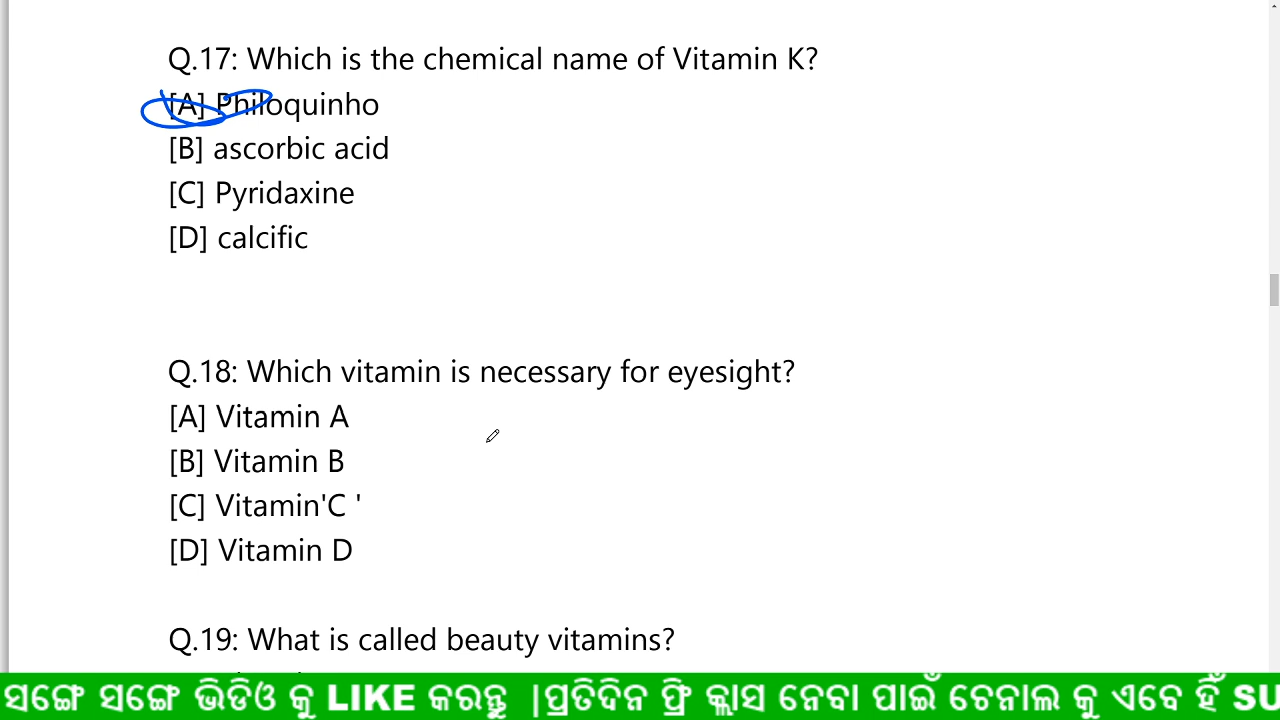 Q.17: Which is the chemical name of Vitamin K?
[A] Philoquinho
[B] ascorbic acid
[C] Pyridaxine
[D] calcific
Q.18: Which vitamin is necessary for eyesight?
[A] Vitamin A
[B] Vitamin B
[C] Vitamin'C '
[D] Vitamin D
Q.19: What is called beauty vitamins?
ସଙ୍ଗେ ସଙ୍ଗେ ଭିଡିଓ କୁ LIKE କରନ୍ତୁ |ପ୍ରତିଦିନ ଫ୍ରି କ୍ଲାସ ନେବା ପାଇଁ ଚେନାଲ କୁ ଏବେ ହିଁ SU